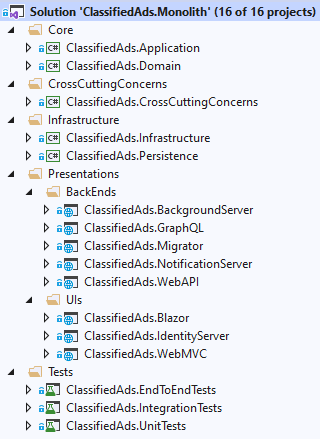 Solution 'ClassifiedAds.Monolith' (16 of 16 projects)
Core
C# ClassifiedAds.Application
C# ClassifiedAds.Domain
CrossCuttingConcerns
C# ClassifiedAds.CrossCuttingConcerns
Infrastructure
C# ClassifiedAds.Infrastructure
C# ClassifiedAds.Persistence
Presentations
BackEnds
ClassifiedAds.BackgroundServer
ClassifiedAds.GraphQL
ClassifiedAds.Migrator
ClassifiedAds.NotificationServer
ClassifiedAds.WebAPI
UIs
ClassifiedAds.Blazor
ClassifiedAds.IdentityServer
ClassifiedAds.WebMVC
Tests
ClassifiedAds.EndToEndTests
ClassifiedAds.IntegrationTests
ClassifiedAds.UnitTests